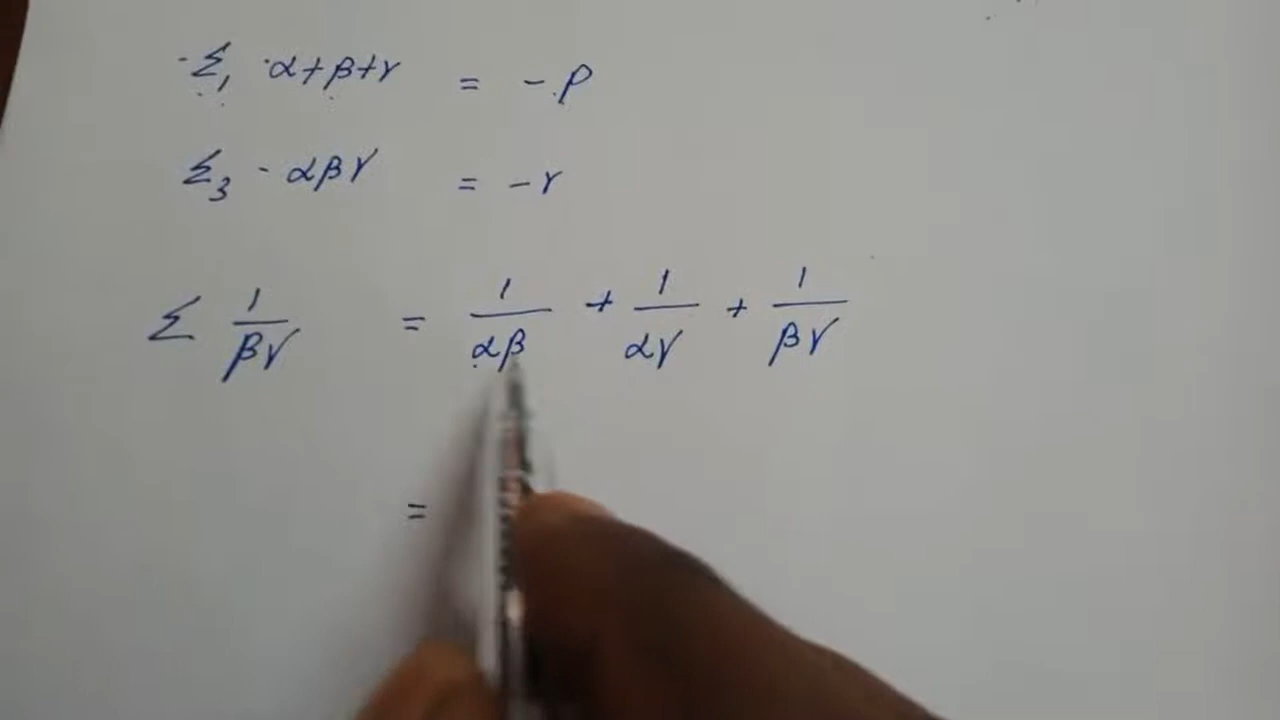 Σ₁ α+β+γ = -p
Σ₃ - αβγ = -r
Σ 1/βγ = 1/αβ + 1/αγ + 1/βγ
=